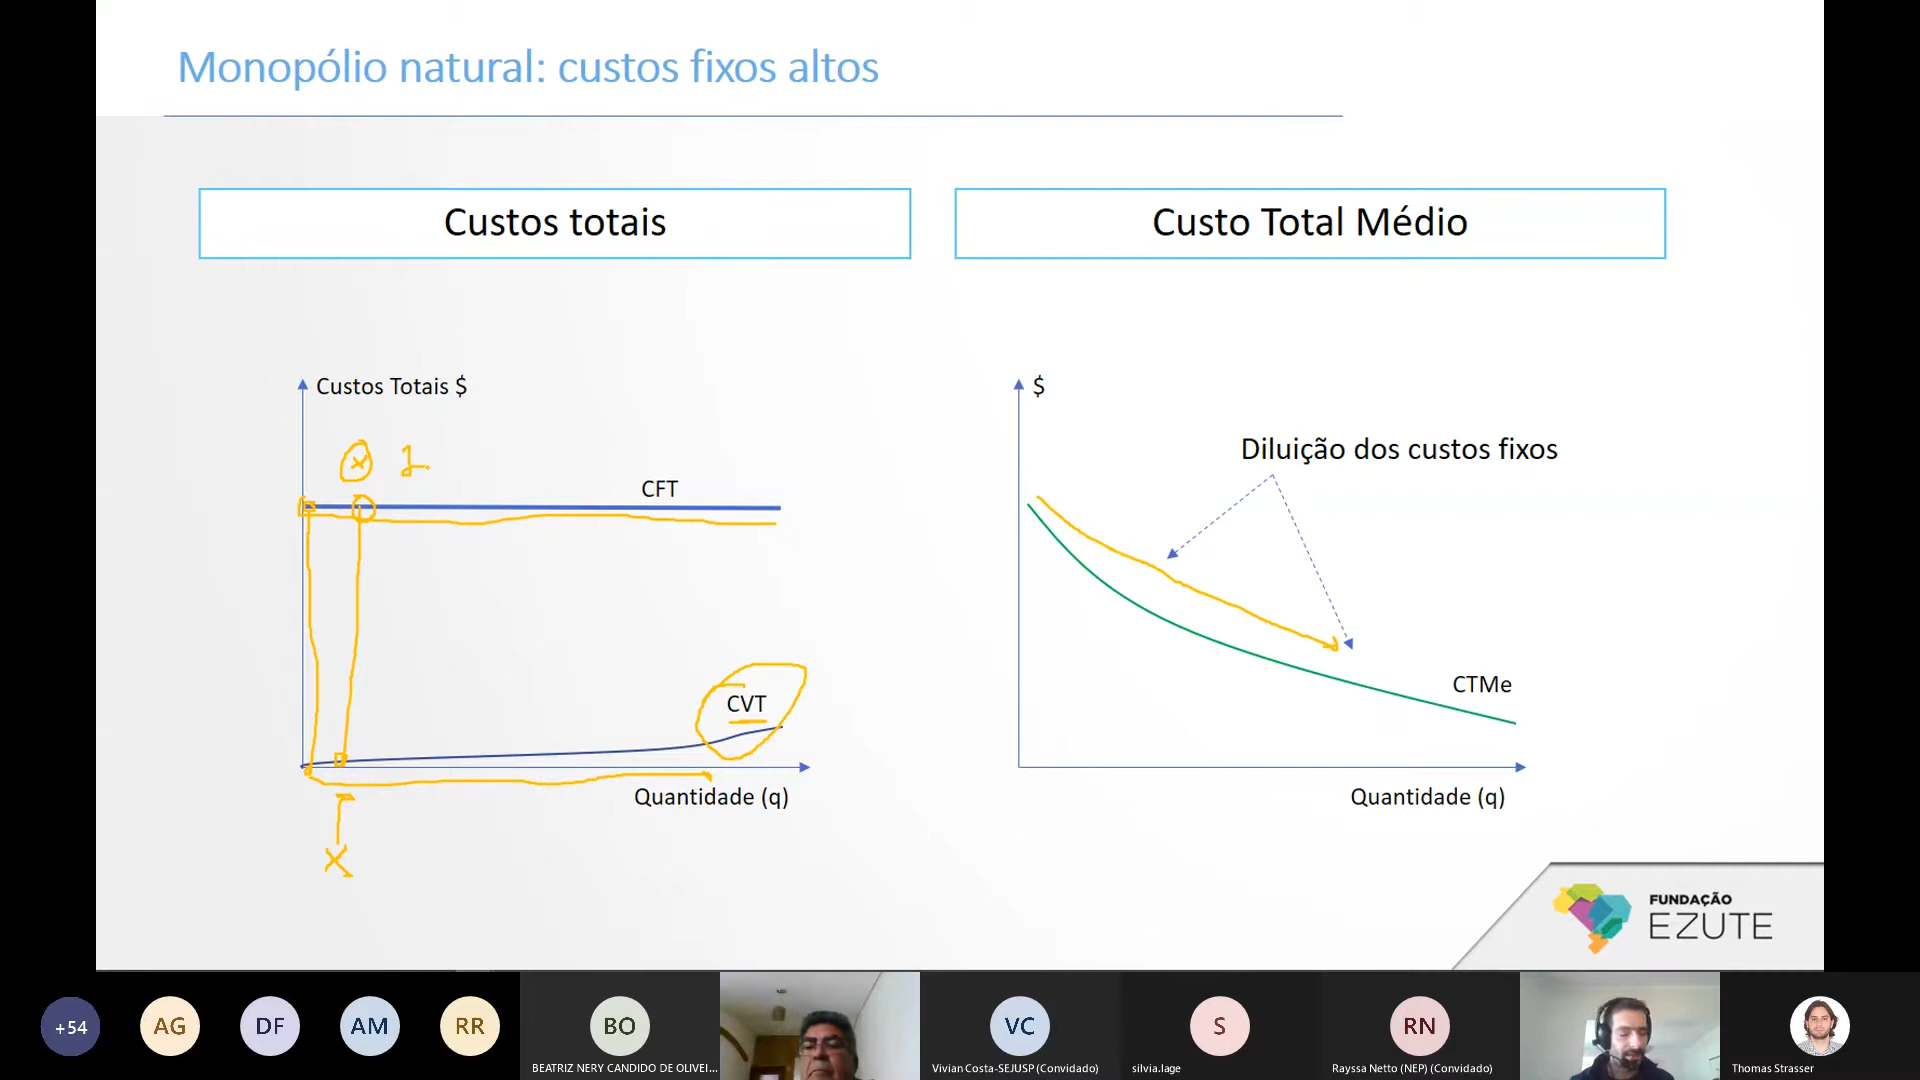 Monopólio natural: custos fixos altos
Custos totais
Custo Total Médio
Custos Totais $
$
x 1.
Diluição dos custos fixos
CFT
CVT
CTMe
Quantidade (q)
Quantidade (q)
X
FUNDAÇÃO
EZUTE
+54
AG
DF
AM
RR
BO
VC
S
RN
BEATRIZ NERY CANDIDO DE OLIVEI...
Vivian Costa-SEJUSP (Convidado)
silvia.lage
Rayssa Netto (NEP) (Convidado)
Thomas Strasser